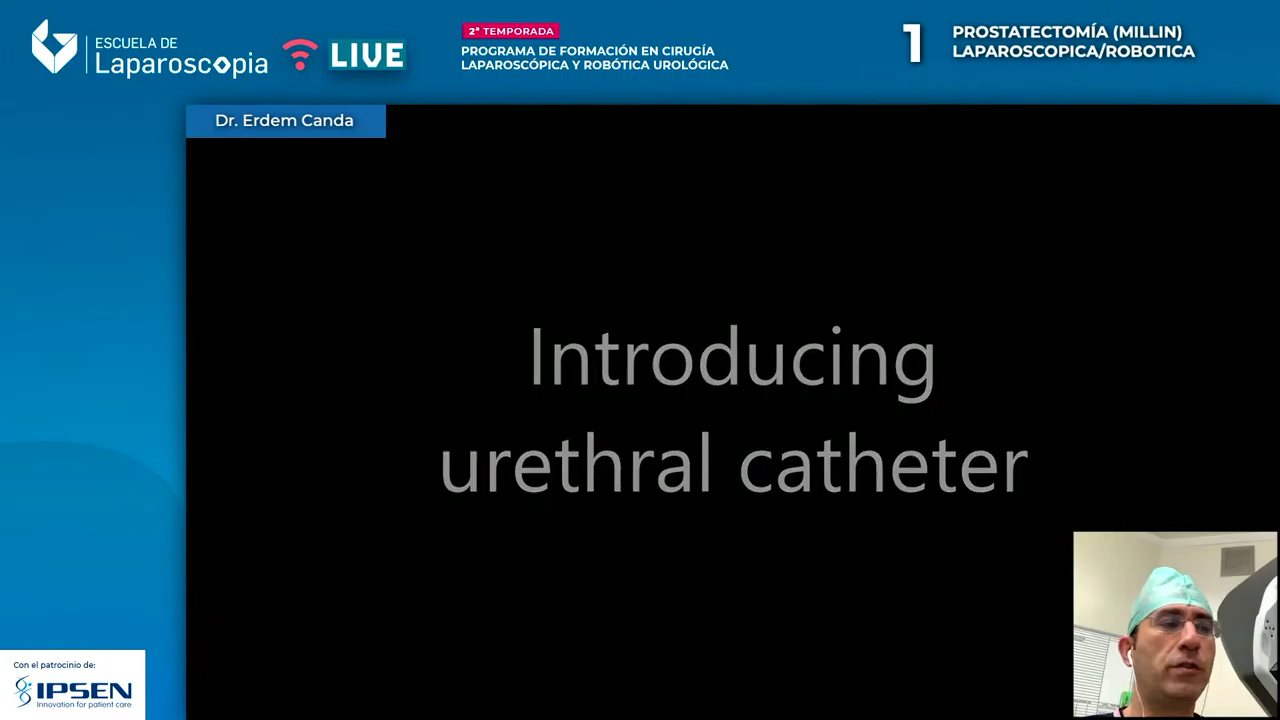 ESCUELA DE
Laparoscopia
LIVE
2ª TEMPORADA
PROGRAMA DE FORMACIÓN EN CIRUGÍA
LAPAROSCÓPICA Y ROBÓTICA UROLÓGICA
1
PROSTATECTOMÍA (MILLIN)
LAPAROSCOPICA/ROBOTICA
Dr. Erdem Canda
Introducing
urethral catheter
Con el patrocinio de:
IPSEN
Innovation for patient care